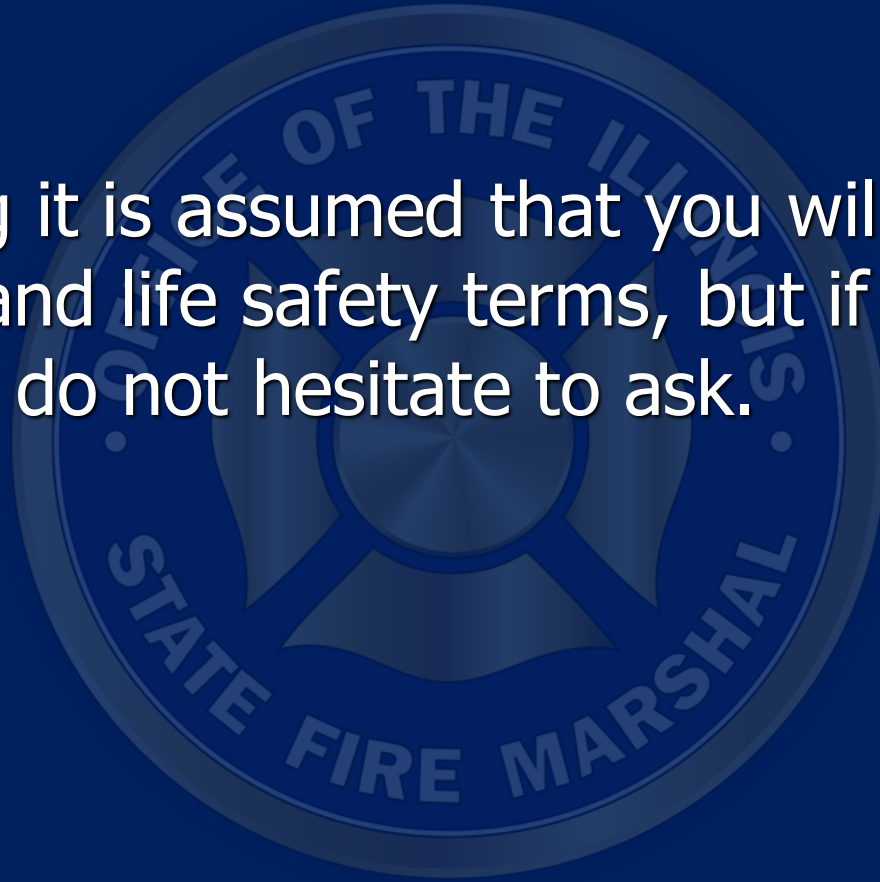 OFFICE OF THE ILLINOIS
it is assumed that you wil
and life safety terms, but if
do not hesitate to ask.
• STATE FIRE MARSHAL •